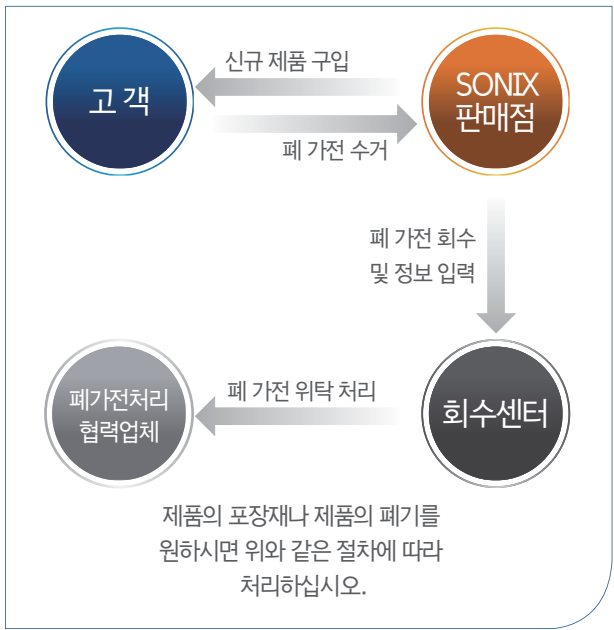 고 객
신규 제품 구입
SONIX
판매점
폐 가전 수거
폐 가전 회수
및 정보 입력
폐가전처리
협력업체
폐 가전 위탁 처리
회수센터
제품의 포장재나 제품의 폐기를
원하시면 위와 같은 절차에 따라
처리하십시오.